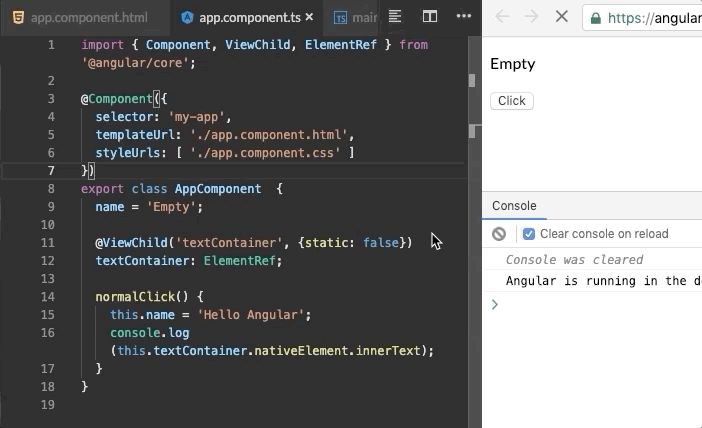 app.component.html
app.component.ts
main
https://angular
1 import { Component, ViewChild, ElementRef } from
'@angular/core';
2
3 @Component({
4 selector: 'my-app',
5 templateUrl: './app.component.html',
6 styleUrls: [ './app.component.css' ]
7 })
8 export class AppComponent  {
9 name = 'Empty';
10
11 @ViewChild('textContainer', {static: false})
12 textContainer: ElementRef;
13
14 normalClick() {
15 this.name = 'Hello Angular';
16 console.log
(this.textContainer.nativeElement.innerText);
17 }
18 }
19
Empty
Click
Console
Clear console on reload
Console was cleared
Angular is running in the d